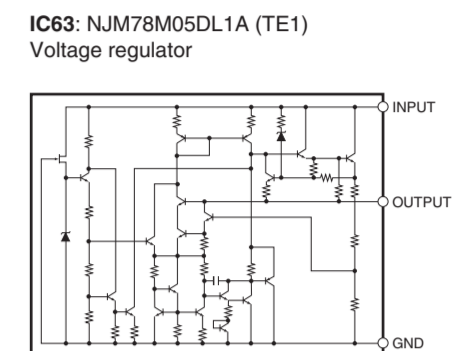 IC63: NJM78M05DL1A (TE1)
Voltage regulator
INPUT
OUTPUT
GND